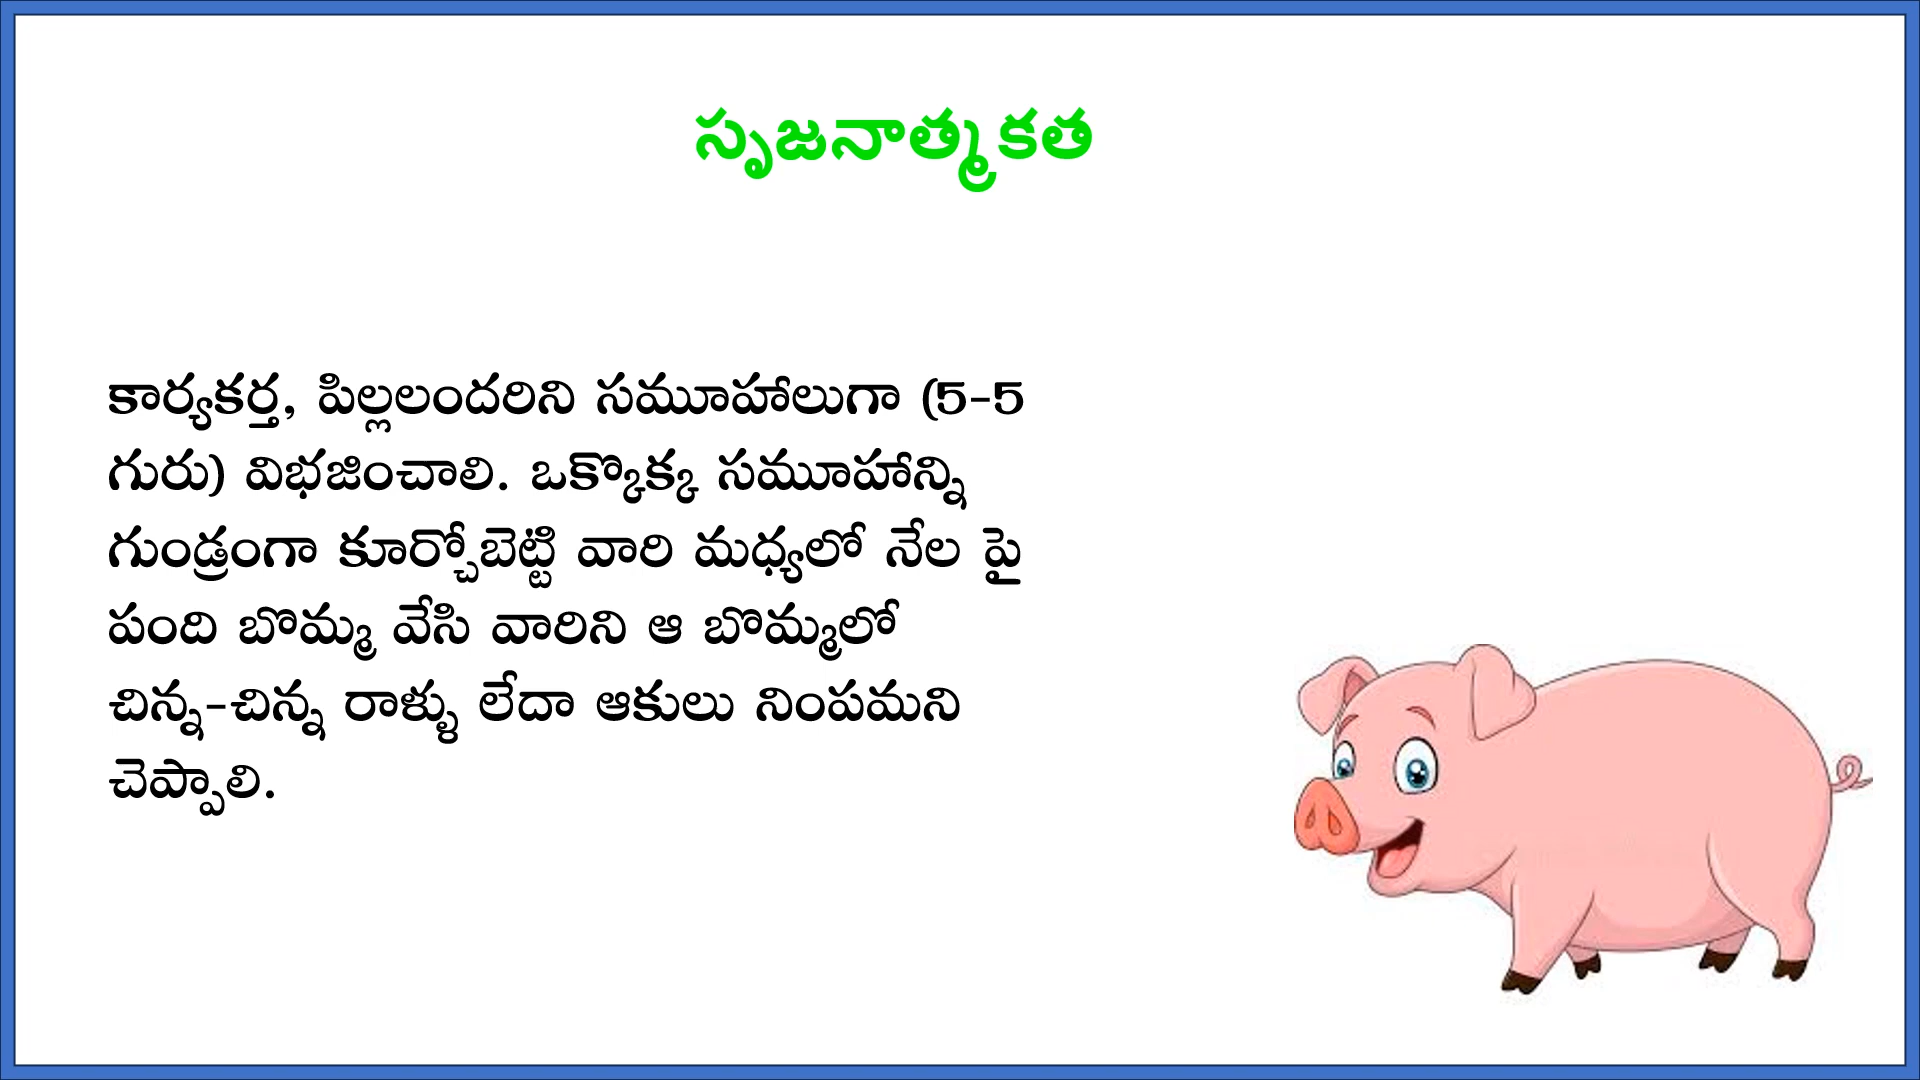 సృజనాత్మకత
కార్యకర్త, పిల్లలందరిని సమూహాలుగా (5-5
గురు) విభజించాలి. ఒక్కొక్క సమూహాన్ని
గుండ్రంగా కూర్చోబెట్టి వారి మధ్యలో నేల పై
పంది బొమ్మ వేసి వారిని ఆ బొమ్మలో
చిన్న-చిన్న రాళ్ళు లేదా ఆకులు నింపమని
చెప్పాలి.